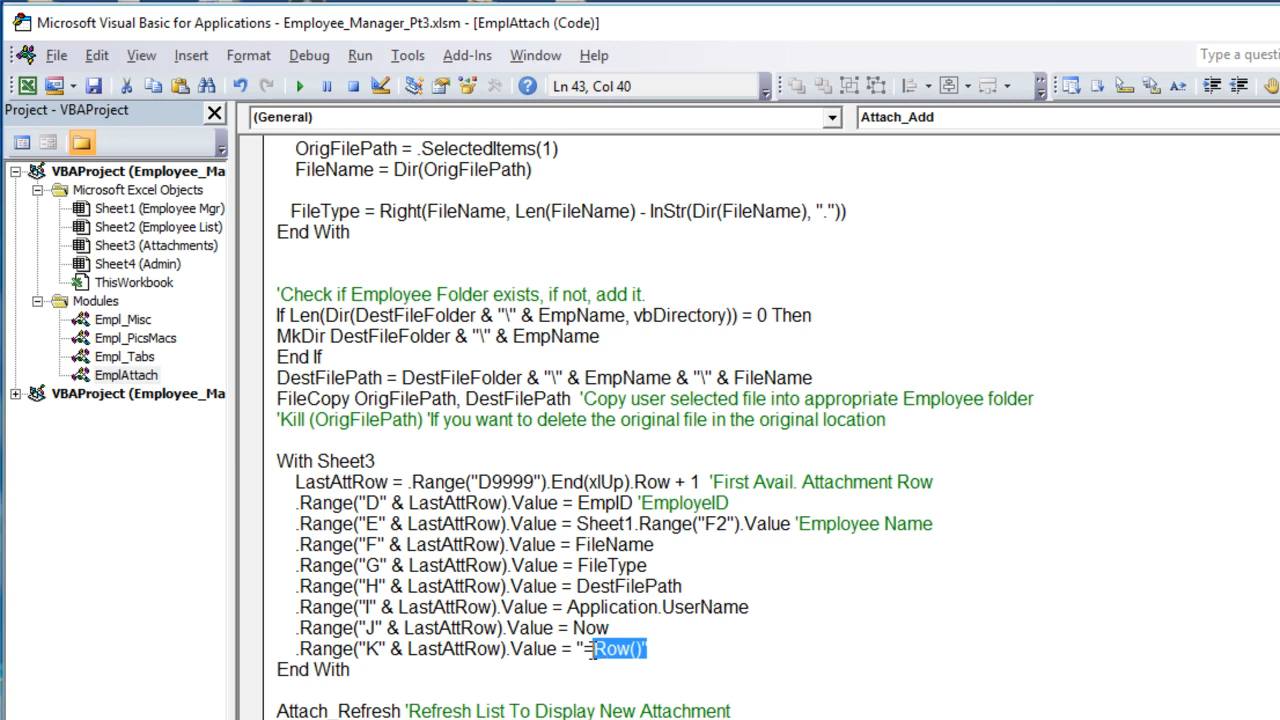 Microsoft Visual Basic for Applications - Employee_Manager_Pt3.xlsm - [EmplAttach (Code)]
File Edit View Insert Format Debug Run Tools Add-Ins Window Help
Type a questi
Ln 43, Col 40
Project - VBAProject
(General)
Attach_Add
VBAProject (Employee_Ma
Microsoft Excel Objects
Sheet1 (Employee Mgr)
Sheet2 (Employee List)
Sheet3 (Attachments)
Sheet4 (Admin)
ThisWorkbook
Modules
Empl_Misc
Empl_PicsMacs
Empl_Tabs
EmplAttach
VBAProject (Employee_Ma
OrigFilePath = .SelectedItems(1)
FileName = Dir(OrigFilePath)
FileType = Right(FileName, Len(FileName) - InStr(Dir(FileName), "."))
End With
'Check if Employee Folder exists, if not, add it.
If Len(Dir(DestFileFolder & "\" & EmpName, vbDirectory)) = 0 Then
MkDir DestFileFolder & "\" & EmpName
End If
DestFilePath = DestFileFolder & "\" & EmpName & "\" & FileName
FileCopy OrigFilePath, DestFilePath 'Copy user selected file into appropriate Employee folder
'Kill (OrigFilePath) 'If you want to delete the original file in the original location
With Sheet3
LastAttRow = .Range("D9999").End(xlUp).Row + 1 'First Avail. Attachment Row
.Range("D" & LastAttRow).Value = EmpID 'EmployeID
.Range("E" & LastAttRow).Value = Sheet1.Range("F2").Value 'Employee Name
.Range("F" & LastAttRow).Value = FileName
.Range("G" & LastAttRow).Value = FileType
.Range("H" & LastAttRow).Value = DestFilePath
.Range("I" & LastAttRow).Value = Application.UserName
.Range("J" & LastAttRow).Value = Now
.Range("K" & LastAttRow).Value = "=Row()"
End With
Attach_Refresh 'Refresh List To Display New Attachment